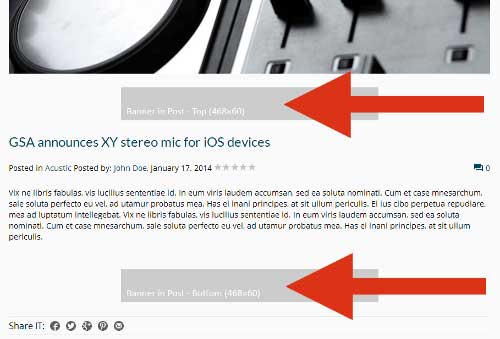 Banner in Post - Top (468x60)
GSA announces XY stereo mic for iOS devices
Posted in Acustic Posted by: John Doe, January 17, 2014
0
Vix ne libris fabulas, vis lucilius sententiae id. In eum viris laudem accumsan, sed ea soluta nominati. Cum et case mnesarchum,
sale soluta perfecto eu vel, ad utamur probatus mea. Has ei inani principes, at sit ullum periculis. Ei ius cibo perpetua repudiare,
mea ad luptatum intellegebat. Vix ne libris fabulas, vis lucilius sententiae id. In eum viris laudem accumsan, sed ea soluta
nominati. Cum et case mnesarchum, sale soluta perfecto eu vel, ad utamur probatus mea. Has ei inani principes, at sit ullum
periculis.
Banner in Post - Bottom (468x60)
Share IT: